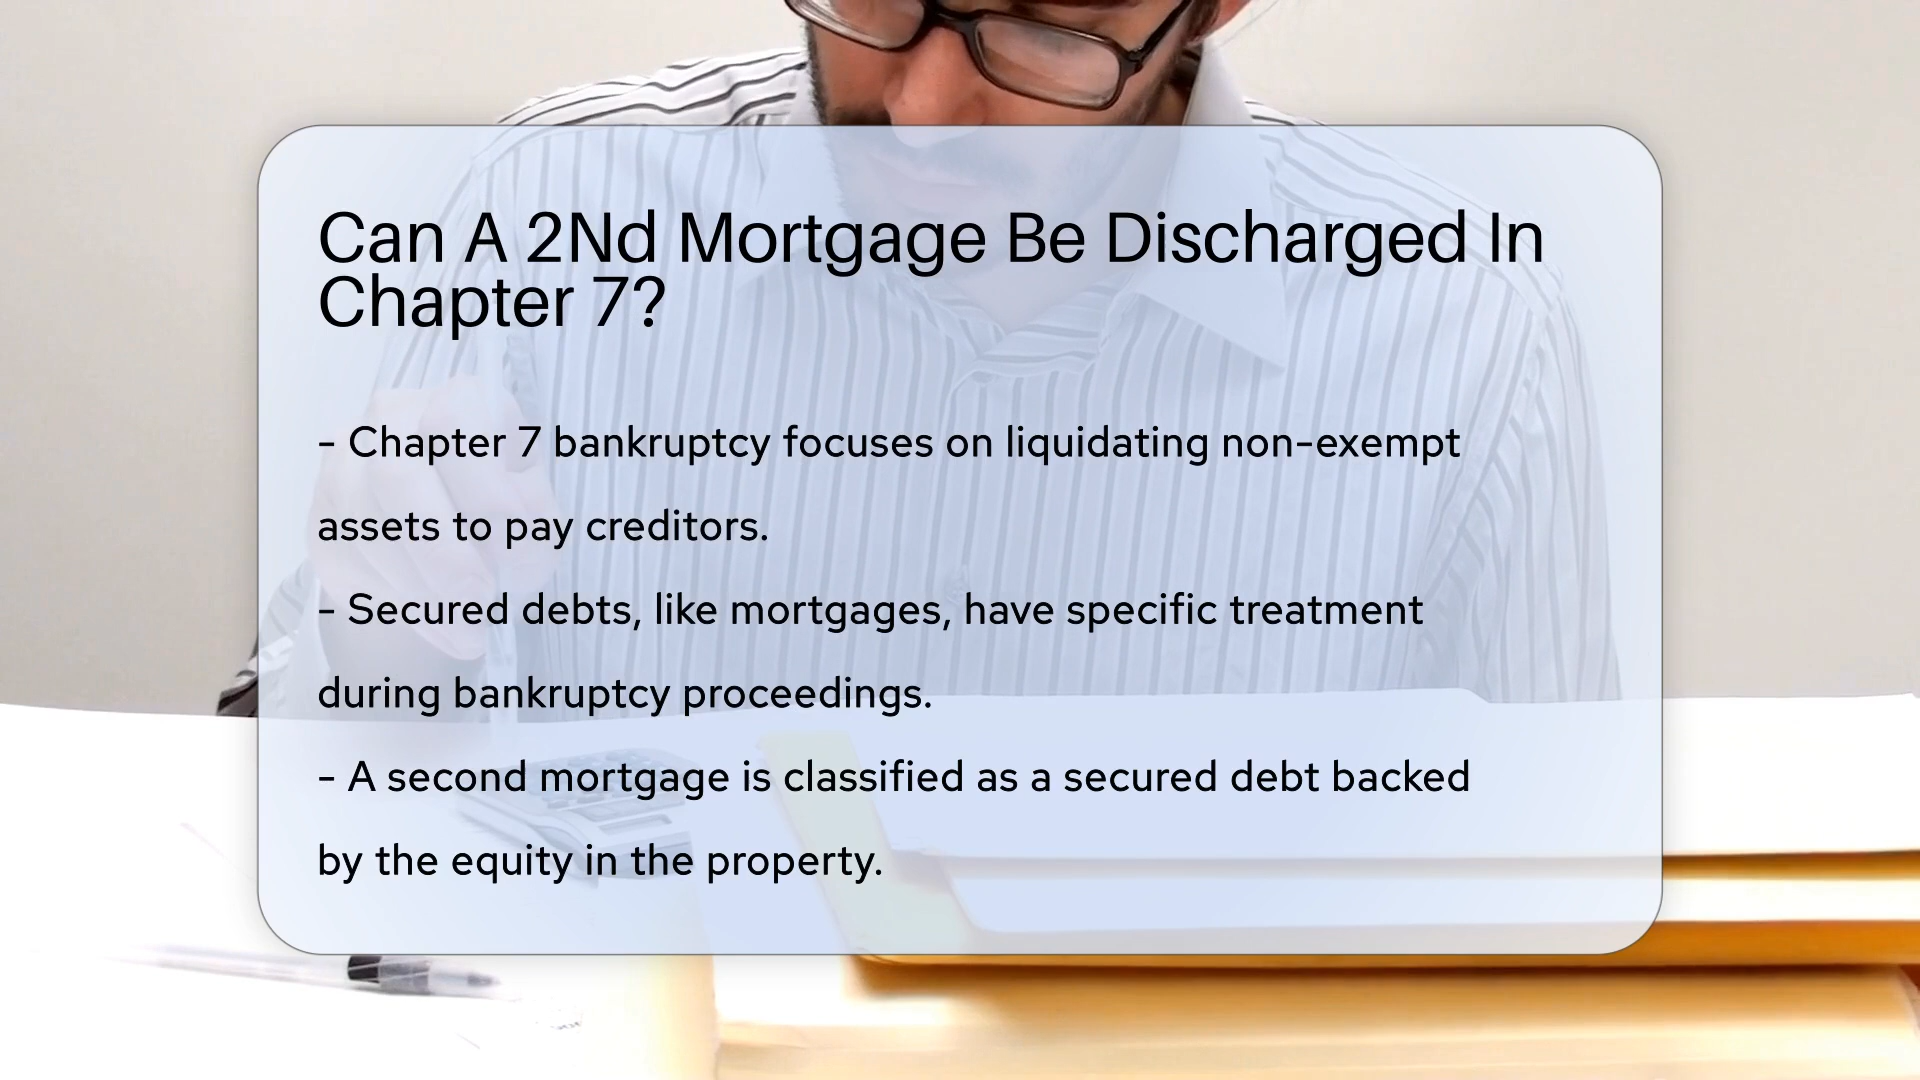 Can A 2Nd Mortgage Be Discharged In
Chapter 7?
- Chapter 7 bankruptcy focuses on liquidating non-exempt
assets to pay creditors.
- Secured debts, like mortgages, have specific treatment
during bankruptcy proceedings.
- A second mortgage is classified as a secured debt backed
by the equity in the property.